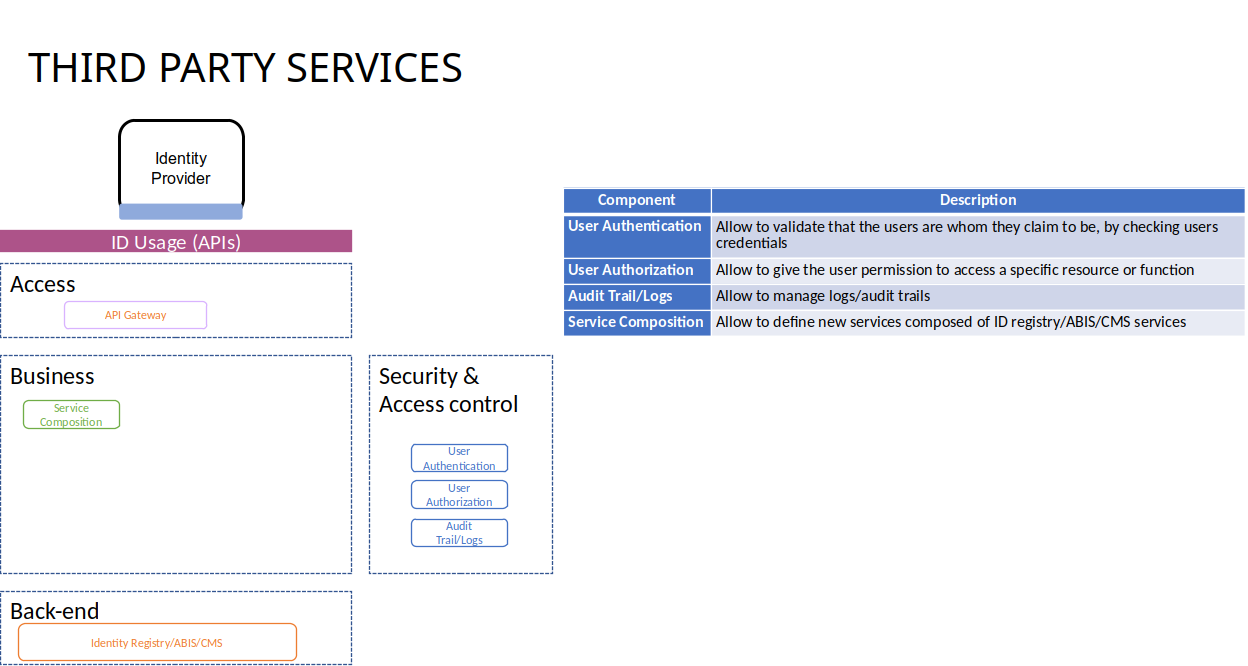 THIRD PARTY SERVICES
Identity
Provider
ID Usage (APIs)
Access
API Gateway
Business
Service
Composition
Security &
Access control
User
Authentication
User
Authorization
Audit
Trail/Logs
Back-end
Identity Registry/ABIS/CMS
Component Description
User Authentication Allow to validate that the users are whom they claim to be, by checking users
credentials
User Authorization Allow to give the user permission to access a specific resource or function
Audit Trail/Logs Allow to manage logs/audit trails
Service Composition Allow to define new services composed of ID registry/ABIS/CMS services